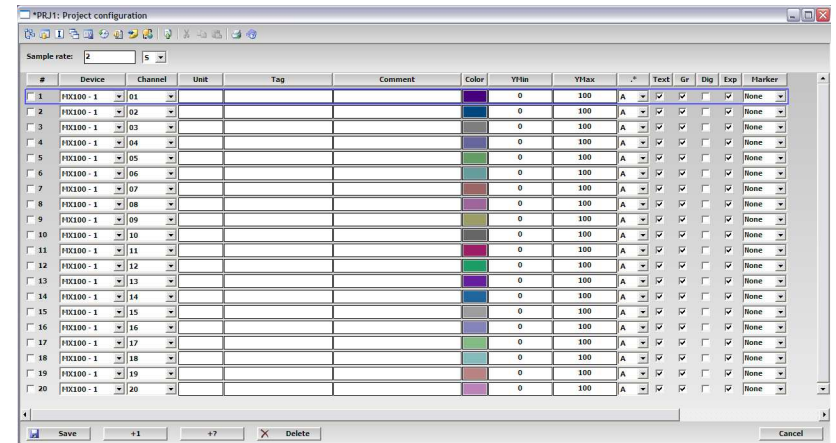 *PRJ1: Project configuration
Sample rate: 2 S
# Device Channel Unit Tag Comment Color YMin YMax .* Text Gr Dig Exp Marker
1 MX100 - 1 01 0 100 A None
2 MX100 - 1 02 0 100 A None
3 MX100 - 1 03 0 100 A None
4 MX100 - 1 04 0 100 A None
5 MX100 - 1 05 0 100 A None
6 MX100 - 1 06 0 100 A None
7 MX100 - 1 07 0 100 A None
8 MX100 - 1 08 0 100 A None
9 MX100 - 1 09 0 100 A None
10 MX100 - 1 10 0 100 A None
11 MX100 - 1 11 0 100 A None
12 MX100 - 1 12 0 100 A None
13 MX100 - 1 13 0 100 A None
14 MX100 - 1 14 0 100 A None
15 MX100 - 1 15 0 100 A None
16 MX100 - 1 16 0 100 A None
17 MX100 - 1 17 0 100 A None
18 MX100 - 1 18 0 100 A None
19 MX100 - 1 19 0 100 A None
20 MX100 - 1 20 0 100 A None
Save +1 +? Delete Cancel